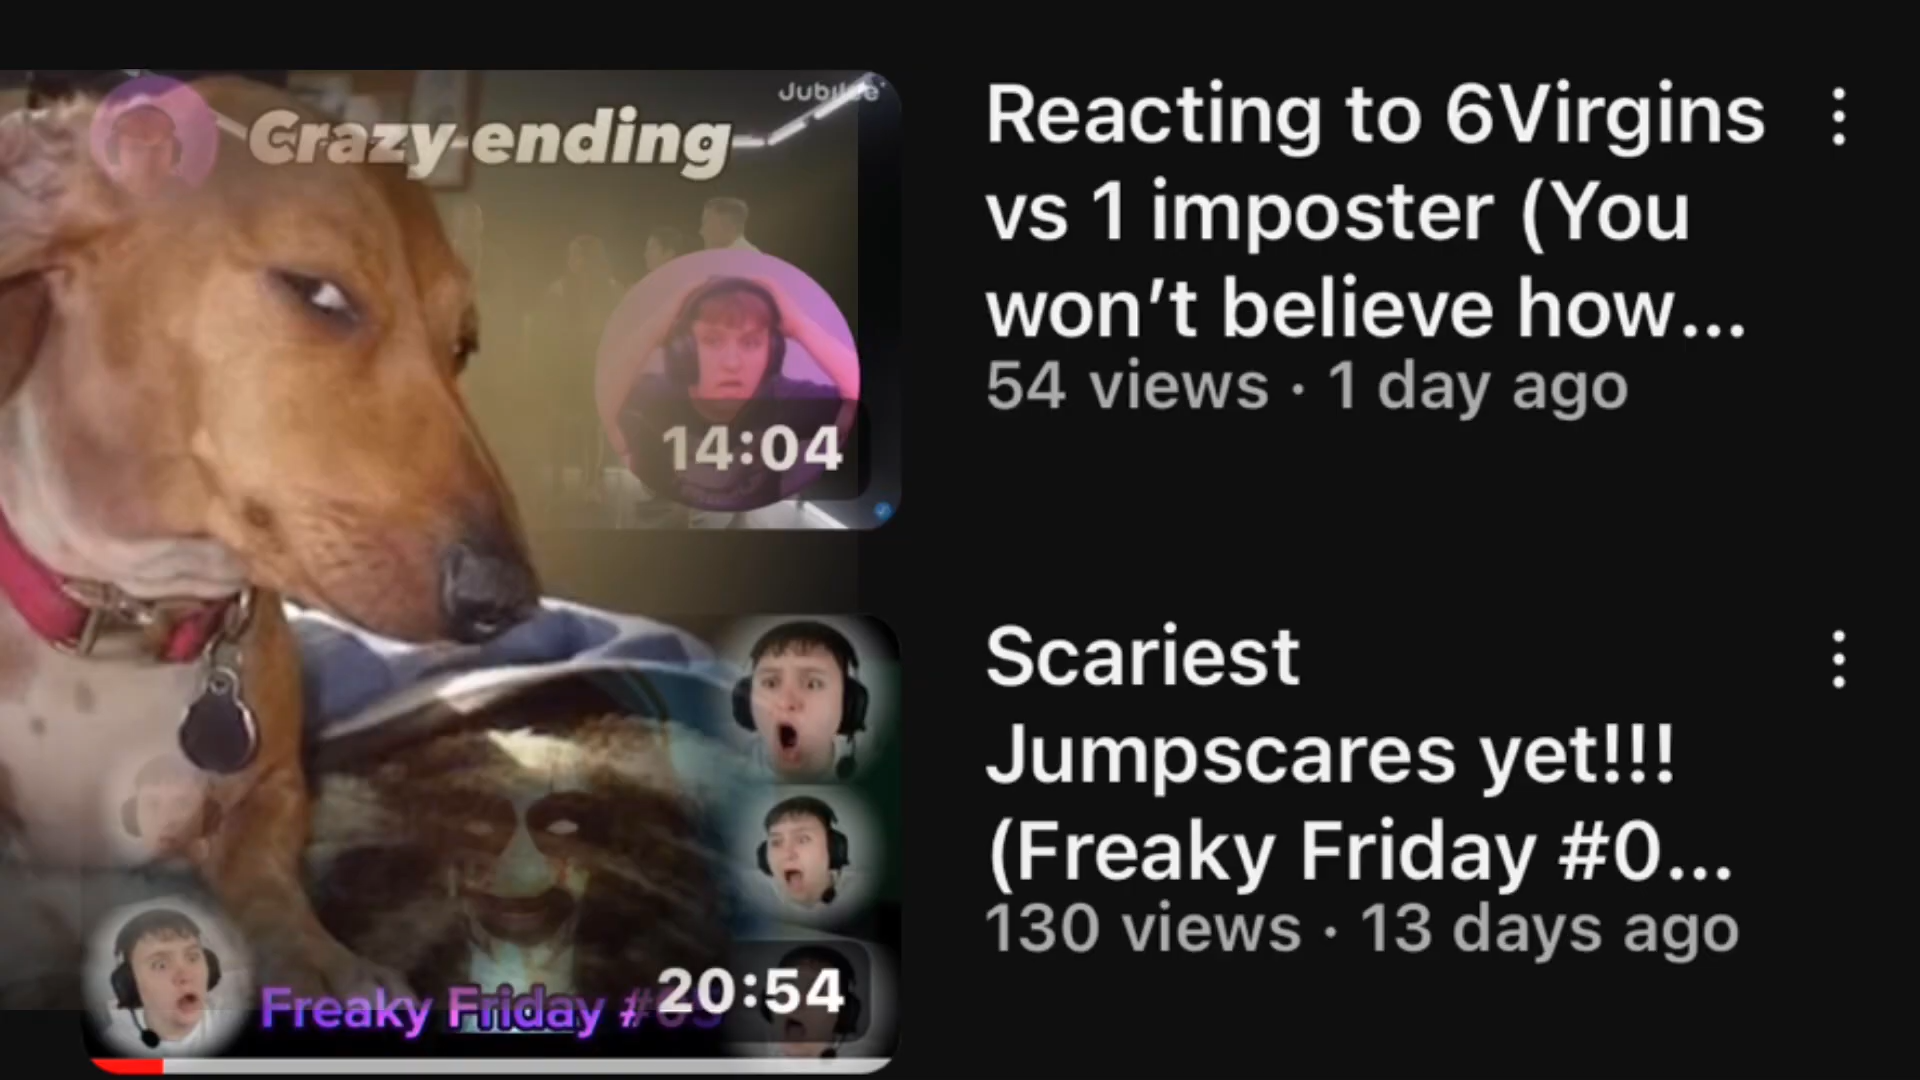 Jubilee
Crazy ending
14:04
Reacting to 6Virgins
vs 1 imposter (You
won't believe how...
54 views · 1 day ago
Scariest
Jumpscares yet!!!
(Freaky Friday #0...
130 views · 13 days ago
Freaky Friday #05
20:54